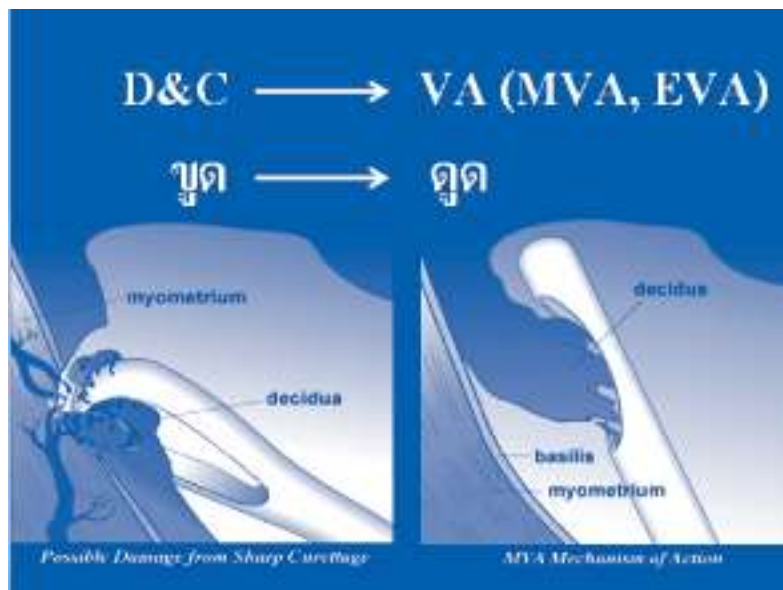 D&C → VA (MVA, EVA)
ขูด → ดูด
myometrium
decidua
Possible Damage from Sharp Curettage
decidua
basilis
myometrium
MVA Mechanism of Action